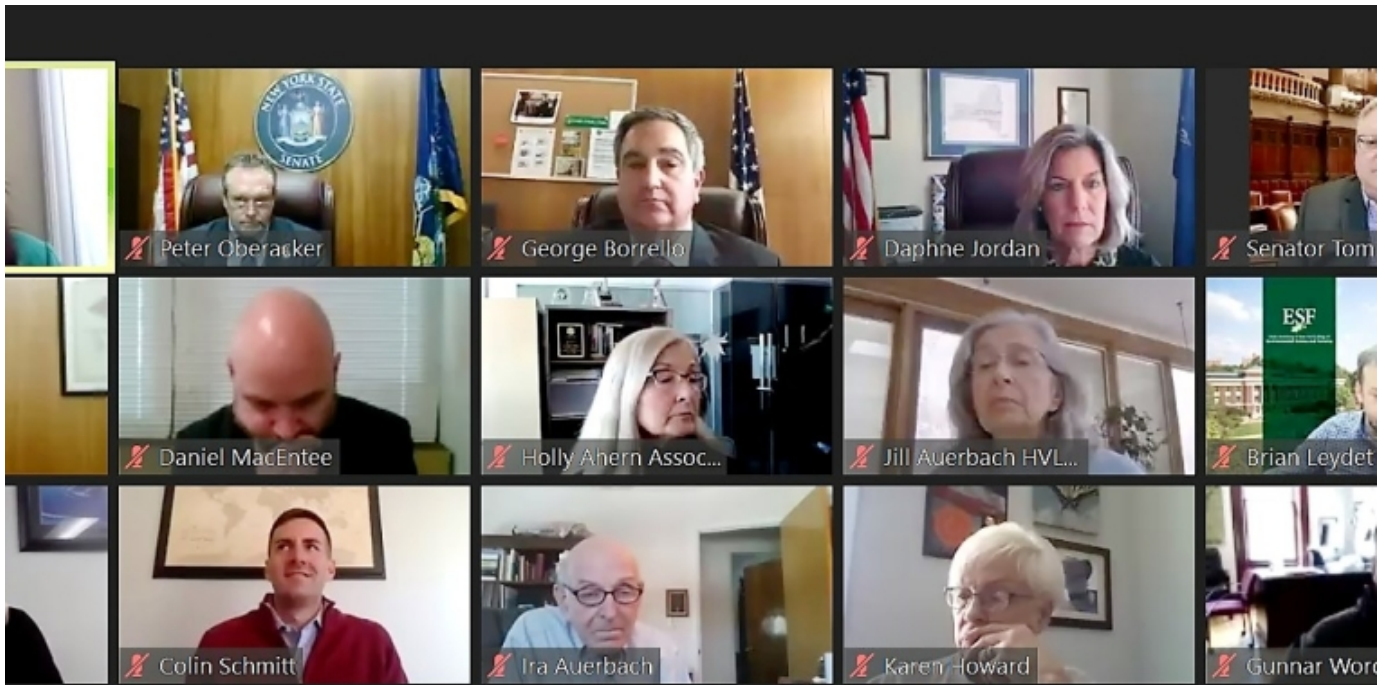 NEW YORK STATE
SENATE
Peter Oberacker
George Borrello
Daphne Jordan
Senator Tom
ESF
Daniel MacEntee
Holly Ahern Assoc...
Jill Auerbach HVL...
Brian Leydet
Colin Schmitt
Ira Auerbach
Karen Howard
Gunnar Word